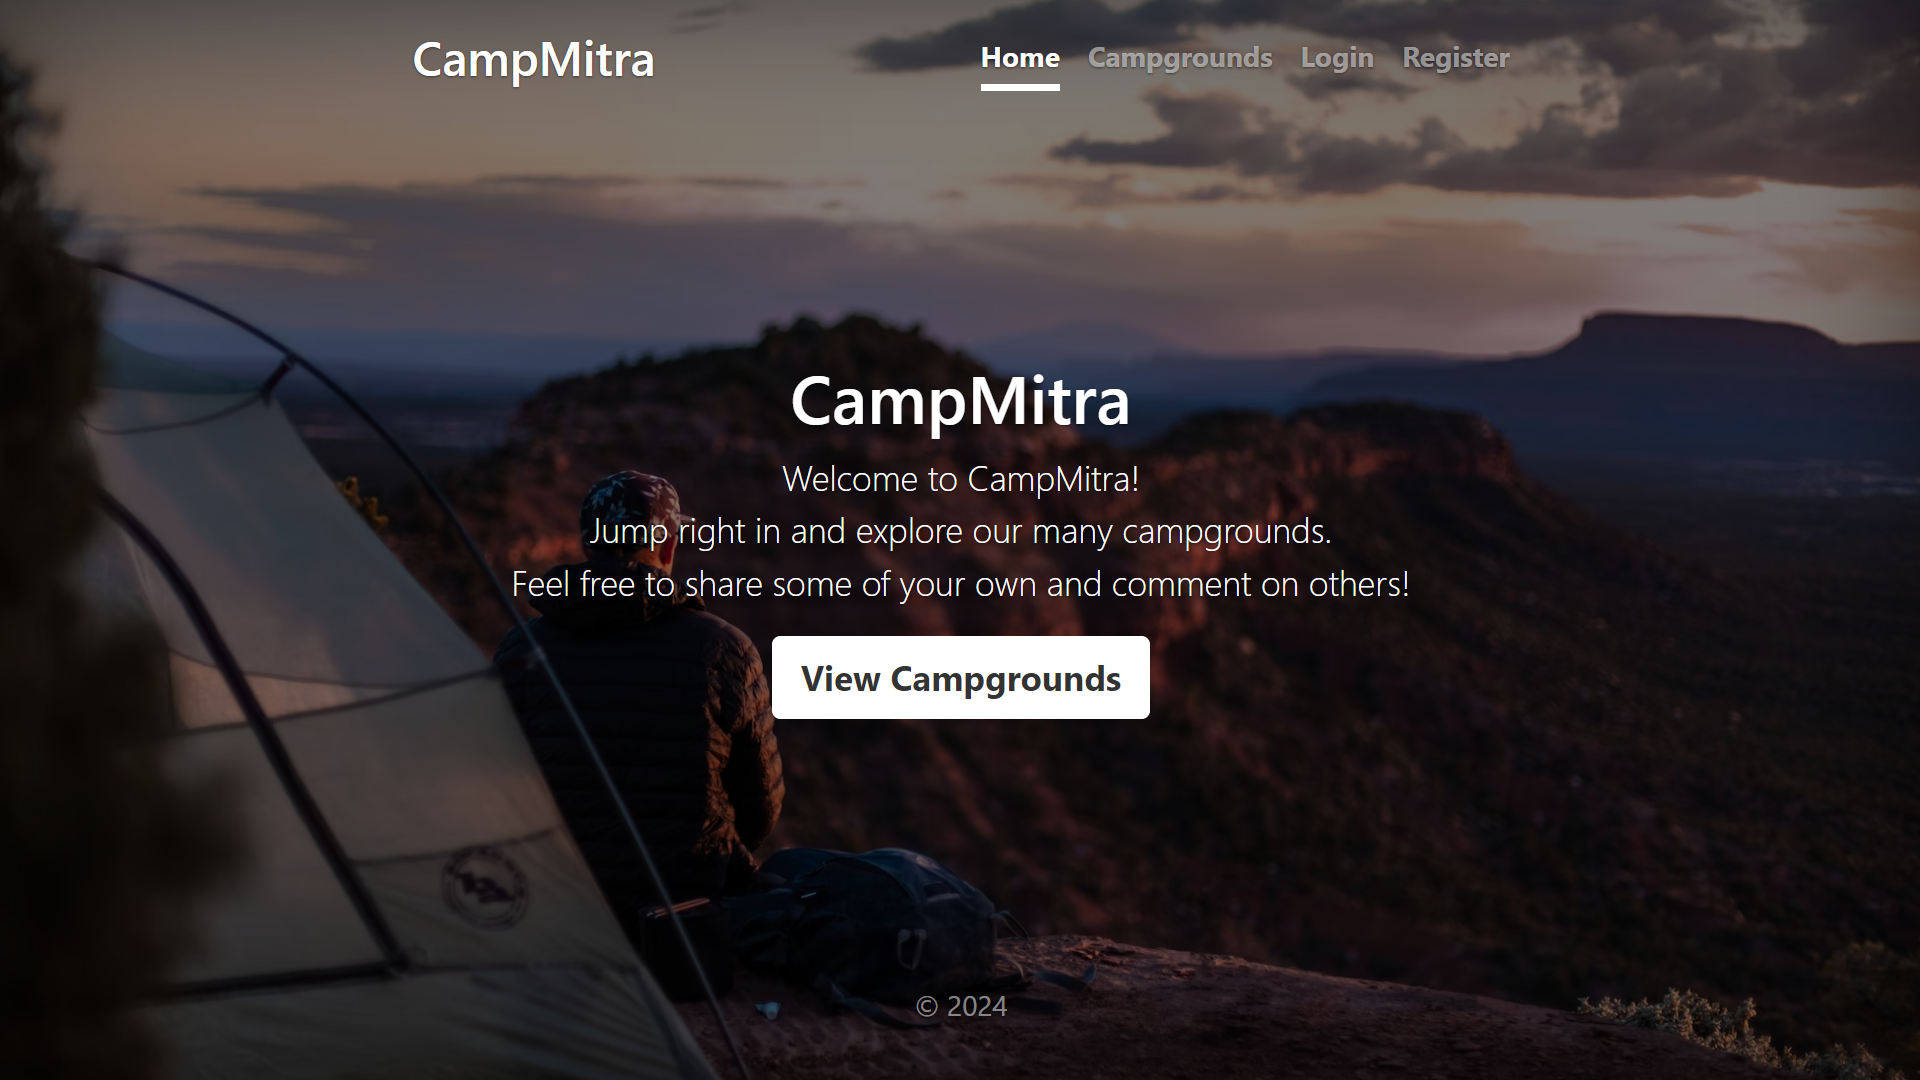 CampMitra
Home Campgrounds Login Register
CampMitra
Welcome to CampMitra!
Jump right in and explore our many campgrounds.
Feel free to share some of your own and comment on others!
View Campgrounds
© 2024